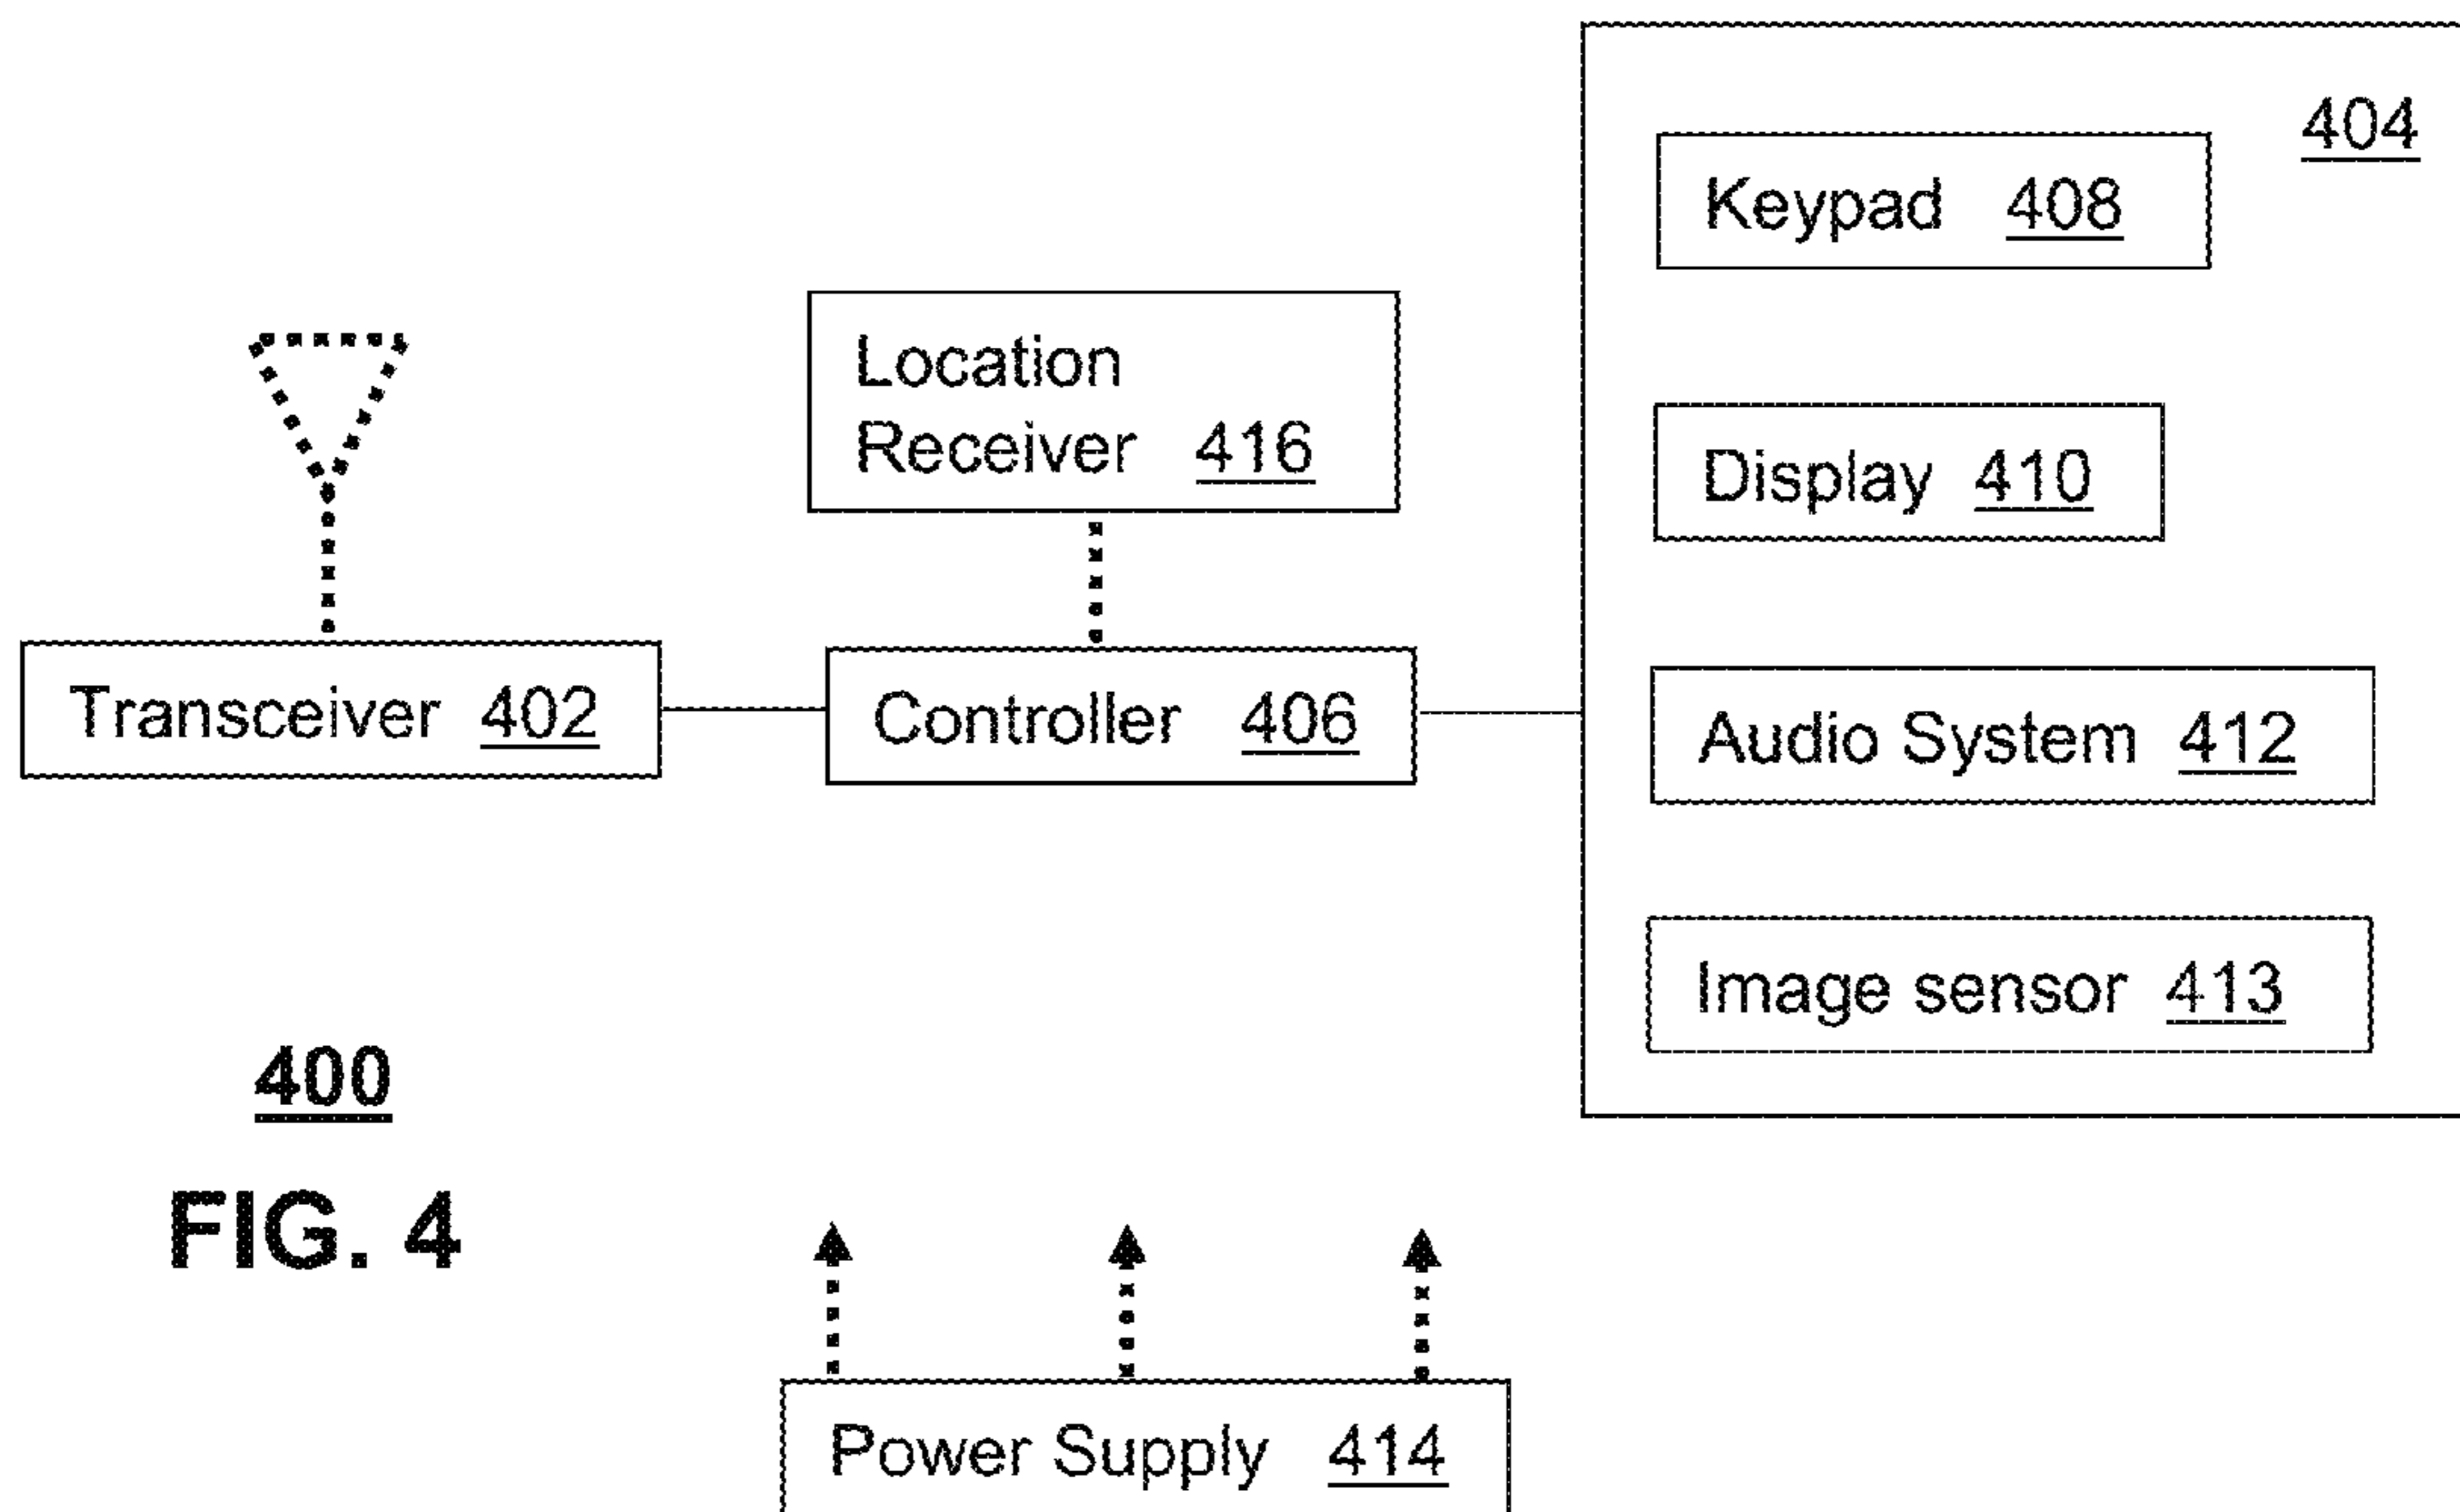 404
Keypad 408
Location
Receiver 416
Display 410
Transceiver 402
Controller 406
Audio System 412
Image sensor 413
400
FIG. 4
Power Supply 414